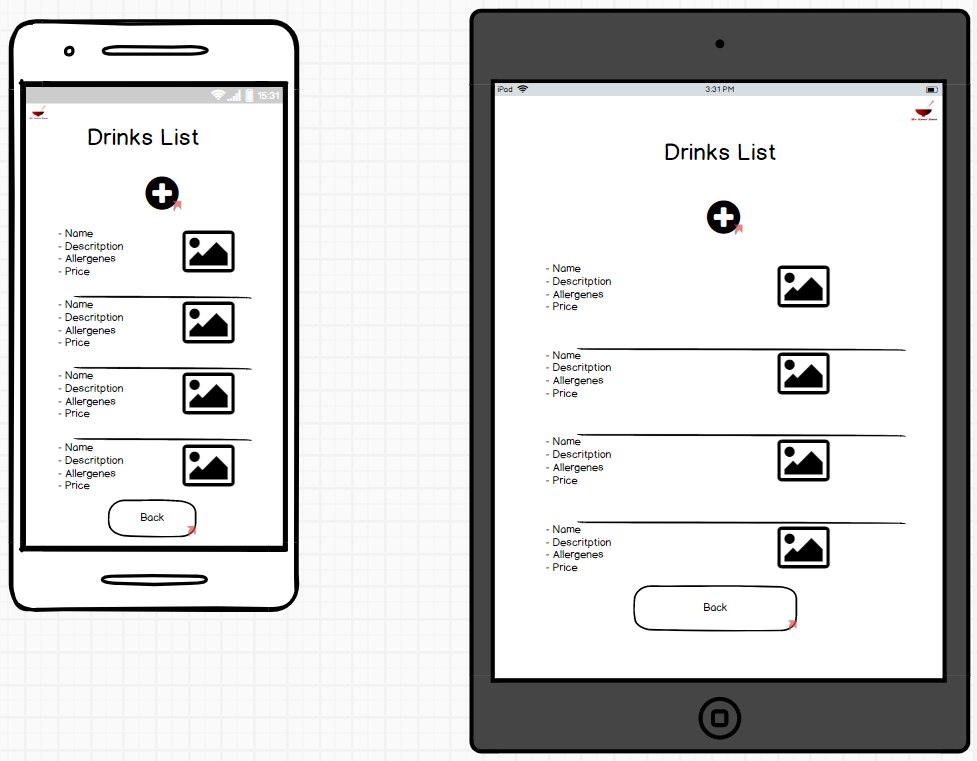 15:31
Drinks List
- Name
- Descritption
- Allergenes
- Price
- Name
- Descritption
- Allergenes
- Price
- Name
- Descritption
- Allergenes
- Price
- Name
- Descritption
- Allergenes
- Price
Back
iPad 3:31 PM
Drinks List
- Name
- Descritption
- Allergenes
- Price
- Name
- Descritption
- Allergenes
- Price
- Name
- Descritption
- Allergenes
- Price
- Name
- Descritption
- Allergenes
- Price
Back